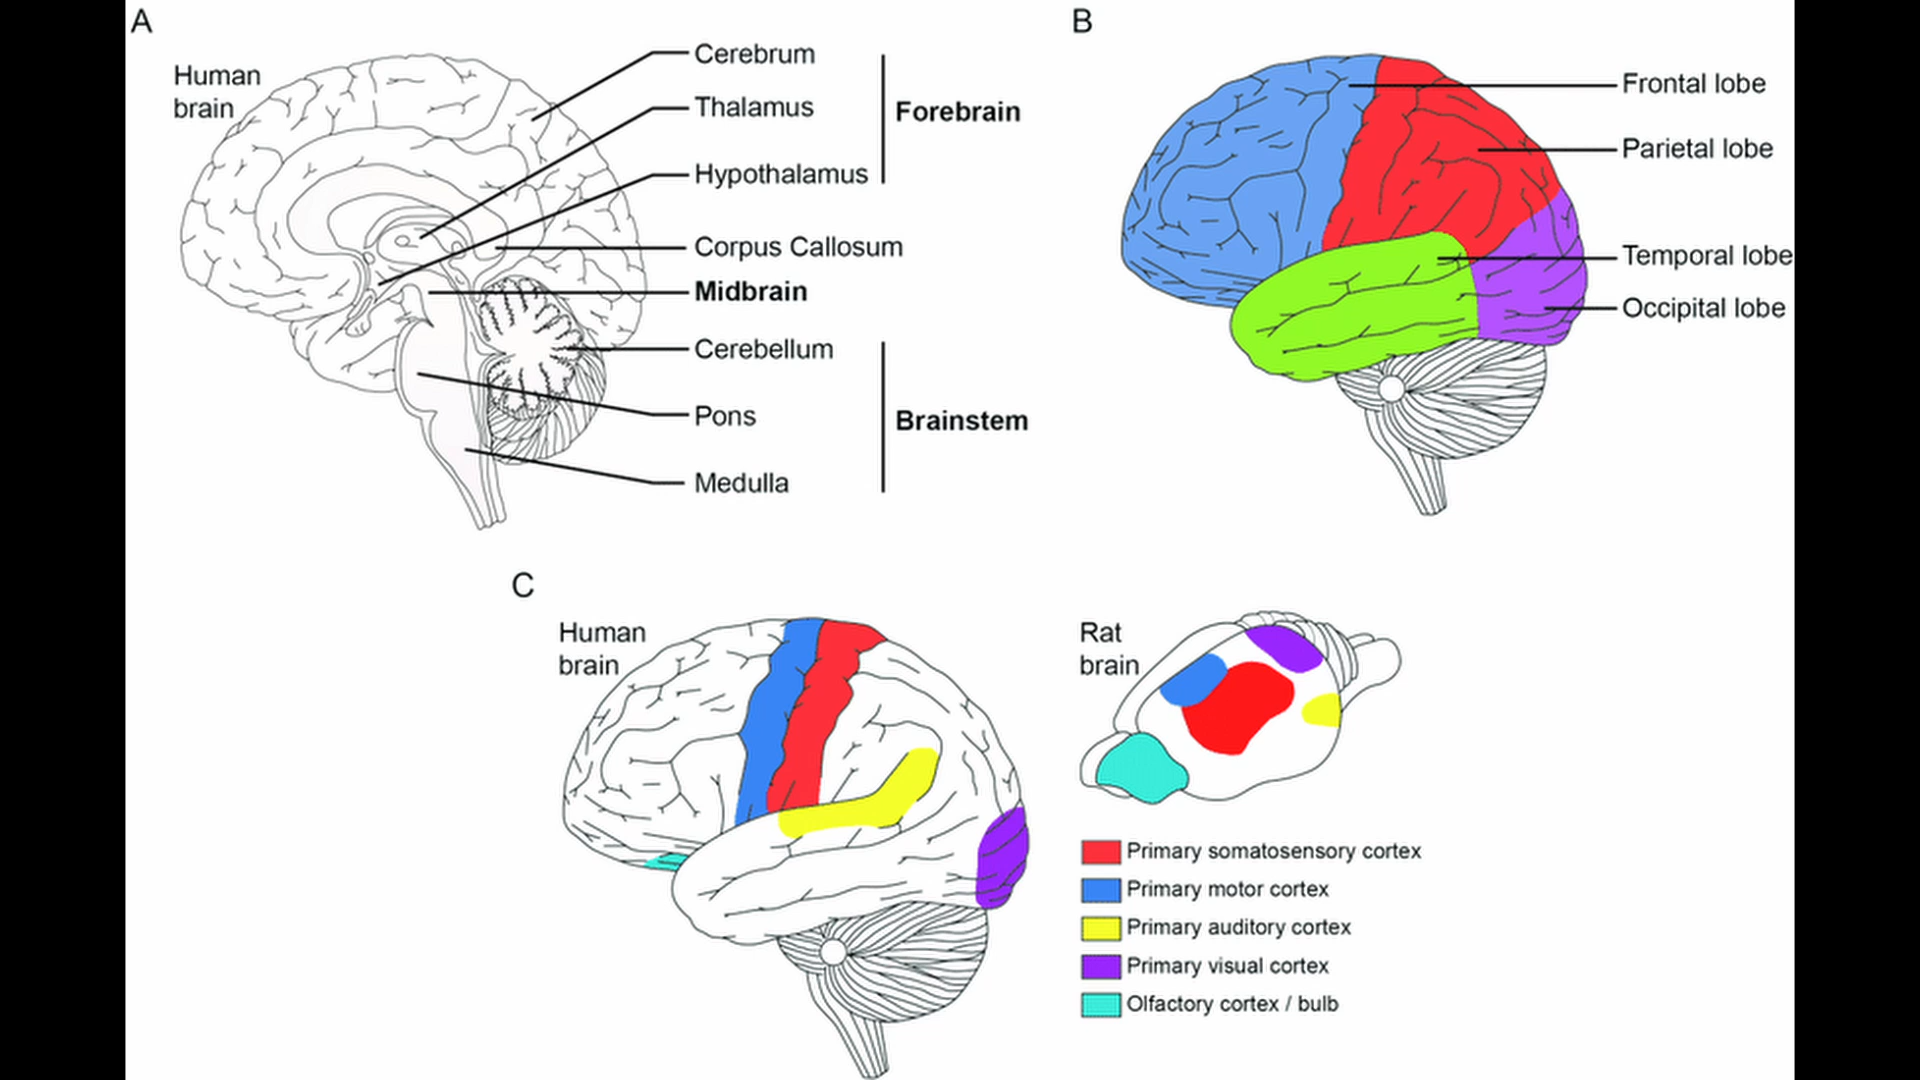 A
Human
brain
Cerebrum
Thalamus
Hypothalamus
Forebrain
Corpus Callosum
Midbrain
Cerebellum
Pons
Medulla
Brainstem
B
Frontal lobe
Parietal lobe
Temporal lobe
Occipital lobe
C
Human
brain
Rat
brain
Primary somatosensory cortex
Primary motor cortex
Primary auditory cortex
Primary visual cortex
Olfactory cortex / bulb